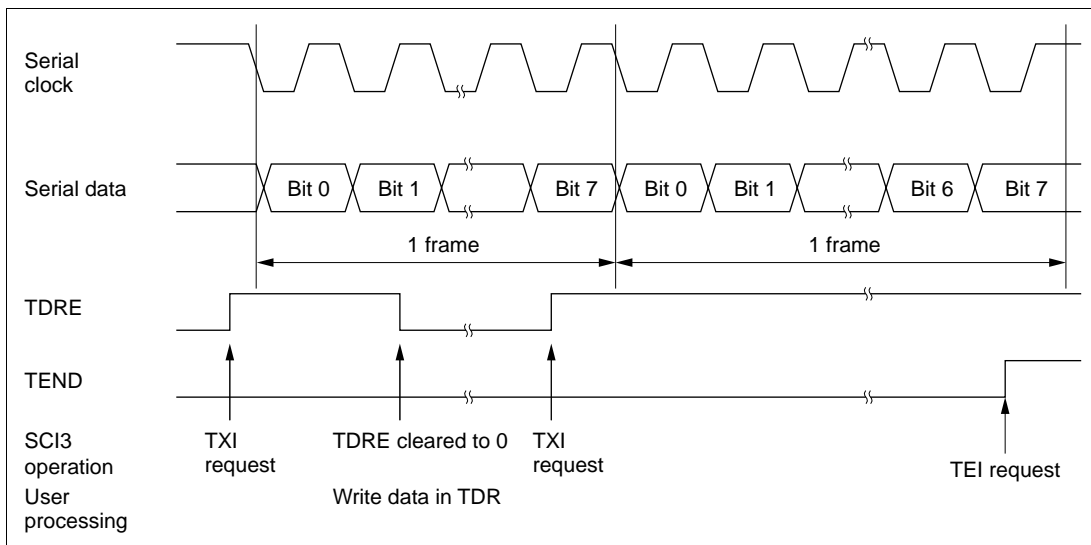 Serial
clock
Serial data
Bit 0
Bit 1
Bit 7
Bit 0
Bit 1
Bit 6
Bit 7
1 frame
1 frame
TDRE
TEND
SCI3
operation
TXI
request
TDRE cleared to 0
TXI
request
TEI request
User
processing
Write data in TDR